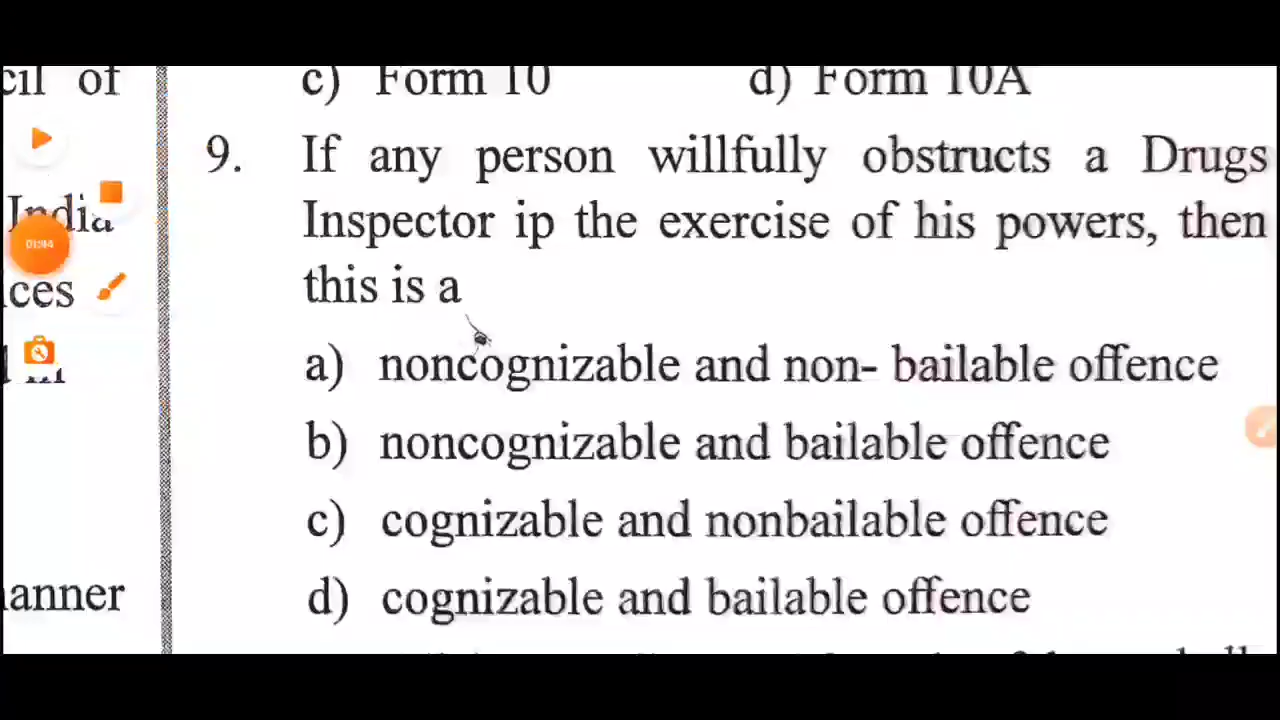 cil of
c) Form 10 d) Form 10A
India
ces
anner
9. If any person willfully obstructs a Drugs
Inspector ip the exercise of his powers, then
this is a
a) noncognizable and non- bailable offence
b) noncognizable and bailable offence
c) cognizable and nonbailable offence
d) cognizable and bailable offence